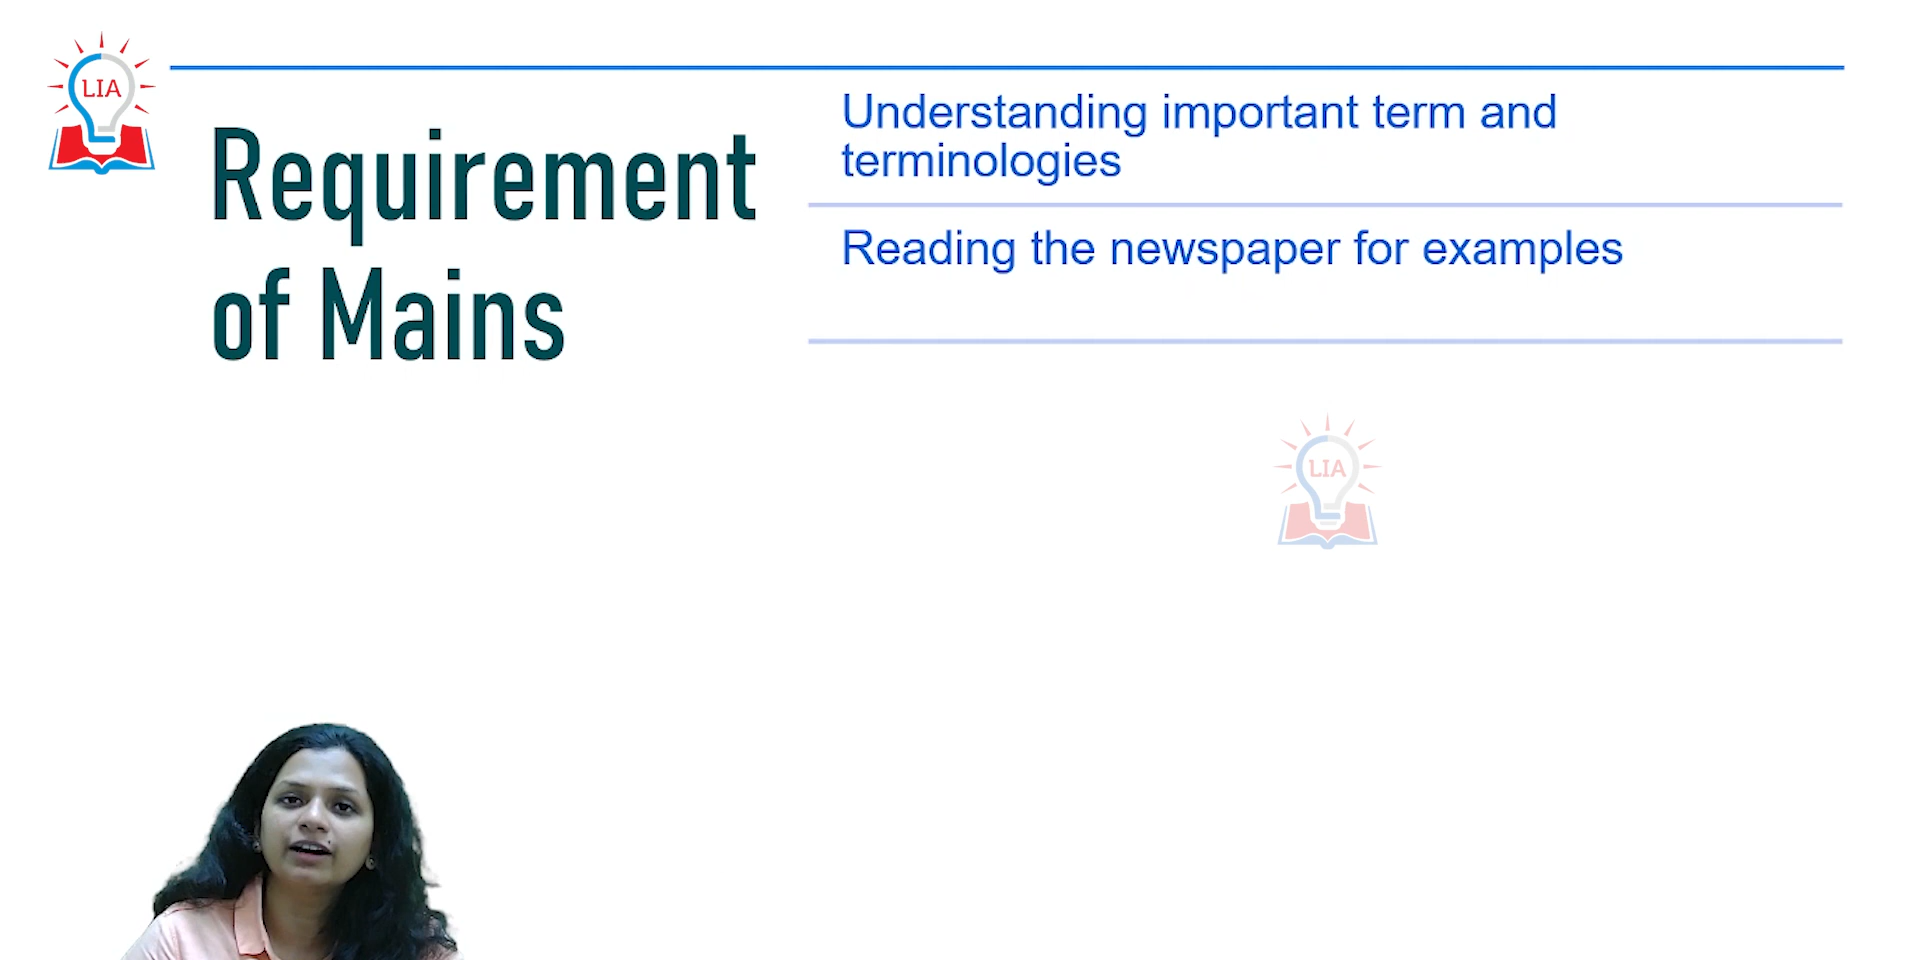 LIA
Requirement
of Mains
Understanding important term and
terminologies
Reading the newspaper for examples
LIA